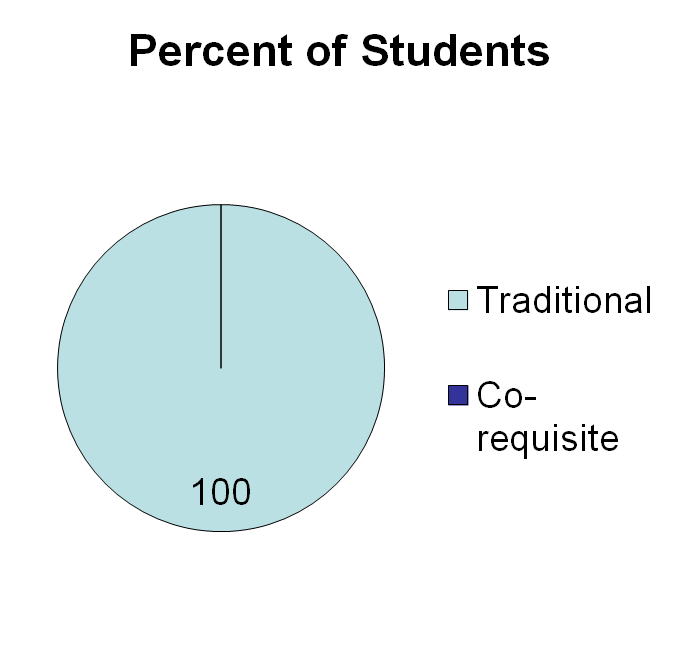 Percent of Students
Traditional
Co-
requisite
100